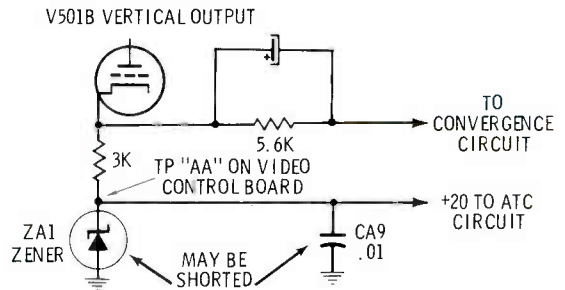 V501B VERTICAL OUTPUT
+
5.6K
TO
CONVERGENCE
CIRCUIT
3K
TP "AA" ON VIDEO
CONTROL BOARD
+20 TO ATC
CIRCUIT
ZA1
ZENER
MAY BE
SHORTED
CA9
.01